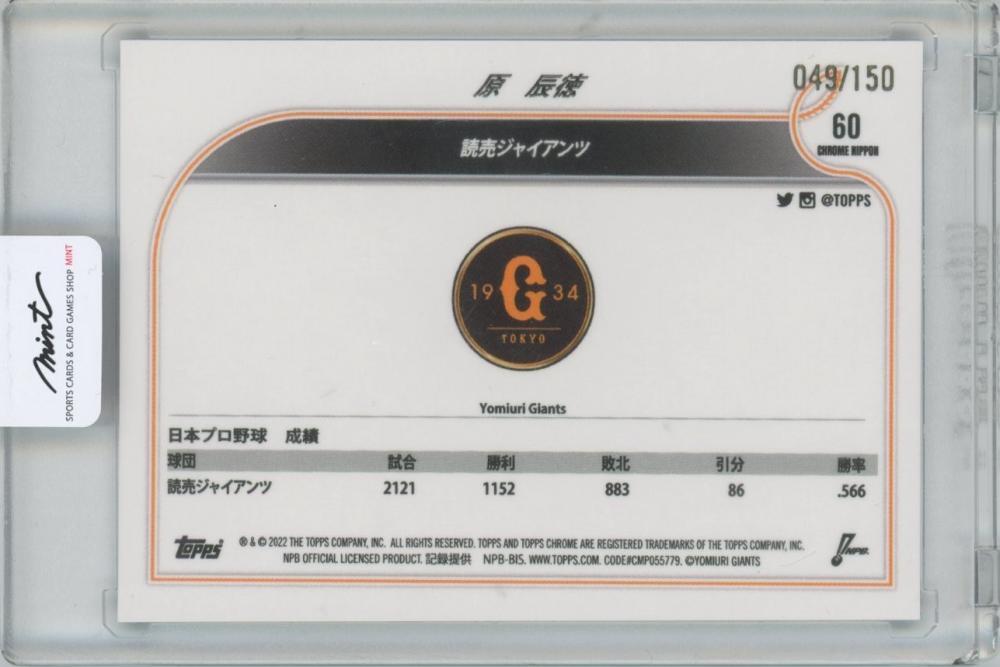 原 辰徳
049/150
60
CHROME NIPPON
読売ジャイアンツ
@TOPPS
19 G 34
TOKYO
Yomiuri Giants
日本プロ野球 成績
球団 試合 勝利 敗北 引分 勝率
読売ジャイアンツ 2121 1152 883 86 .566
topps
® & © 2022 THE TOPPS COMPANY, INC. ALL RIGHTS RESERVED. TOPPS AND TOPPS CHROME ARE REGISTERED TRADEMARKS OF THE TOPPS COMPANY, INC.
NPB OFFICIAL LICENSED PRODUCT. 記録提供 NPB-BIS. WWW.TOPPS.COM. CODE#CMP055779. ©YOMIURI GIANTS
NPB
mint
SPORTS CARDS & CARD GAMES SHOP MINT